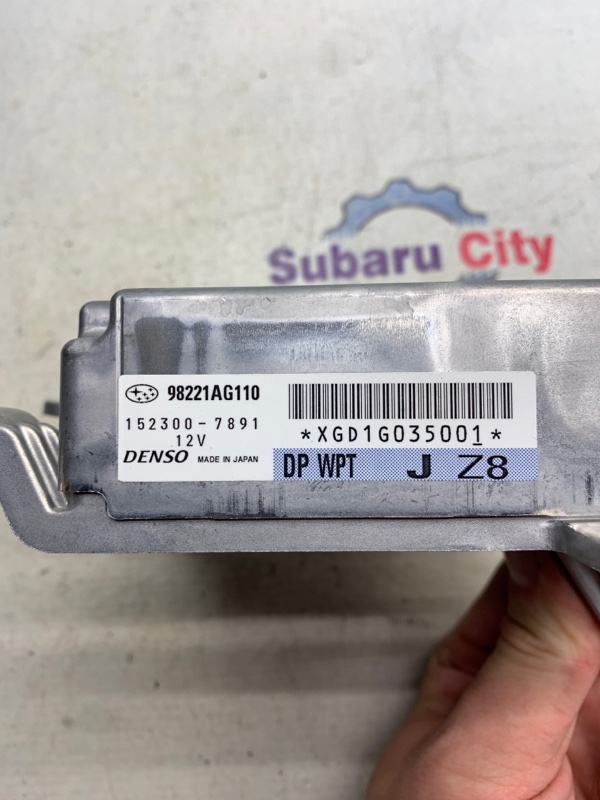 Subaru City
98221AG110
152300-7891
12V
DENSO MADE IN JAPAN
*XGD1G035001*
DP WPT J Z8